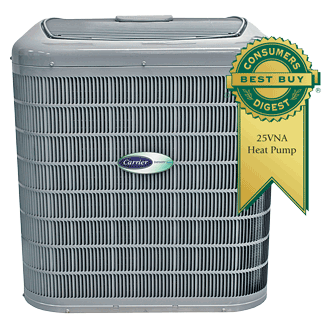 CONSUMERS
BEST BUY
®
DIGEST
25VNA
Heat Pump
Carrier